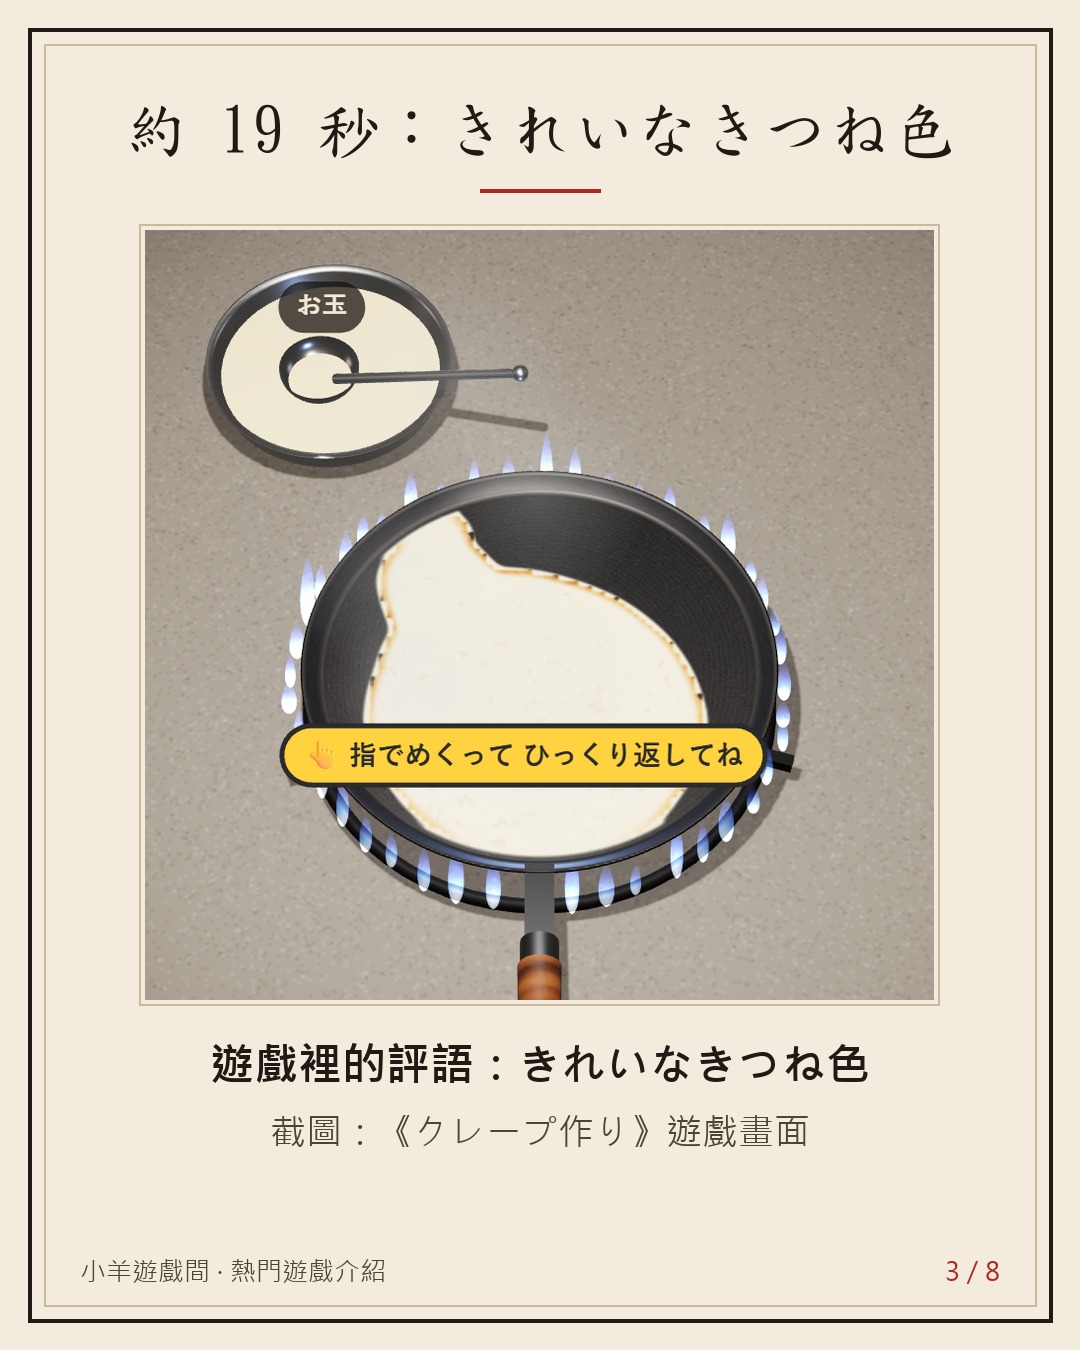 約 19 秒：きれいなきつね色
お玉
👆 指でめくって ひっくり返してね
遊戲裡的評語：きれいなきつね色
截圖：《クレープ作り》遊戲畫面
小羊遊戲間 · 熱門遊戲介紹
3 / 8